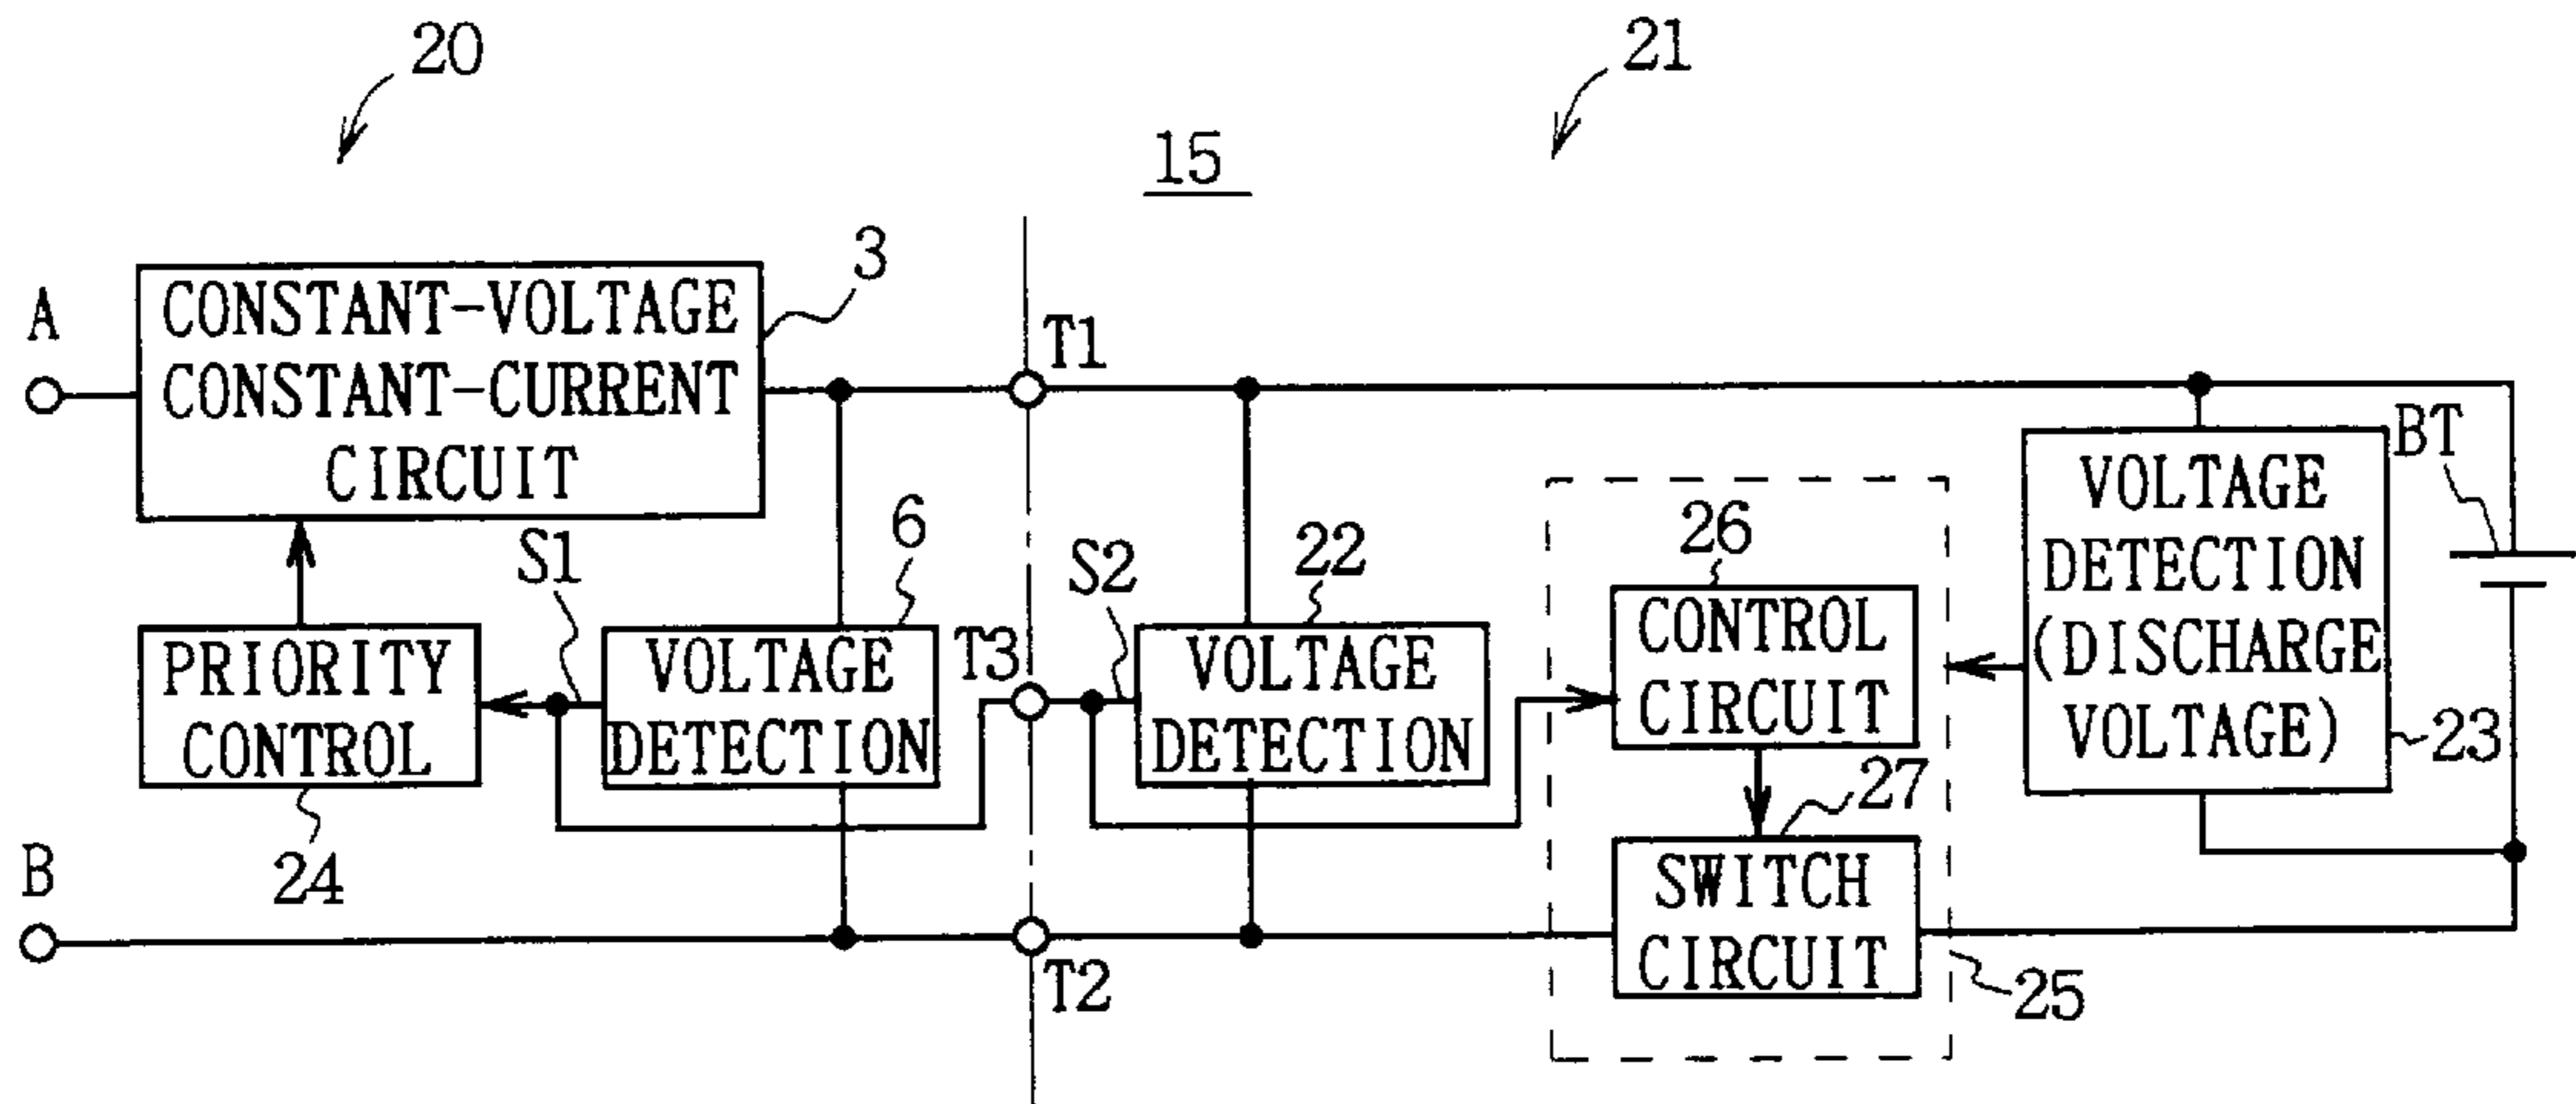 20
21
15
A
CONSTANT-VOLTAGE
CONSTANT-CURRENT
CIRCUIT
3
T1
BT
VOLTAGE
DETECTION
(DISCHARGE
VOLTAGE)
23
S1
6
S2
22
26
CONTROL
CIRCUIT
PRIORITY
CONTROL
24
VOLTAGE
DETECTION
T3
VOLTAGE
DETECTION
27
SWITCH
CIRCUIT
25
B
T2